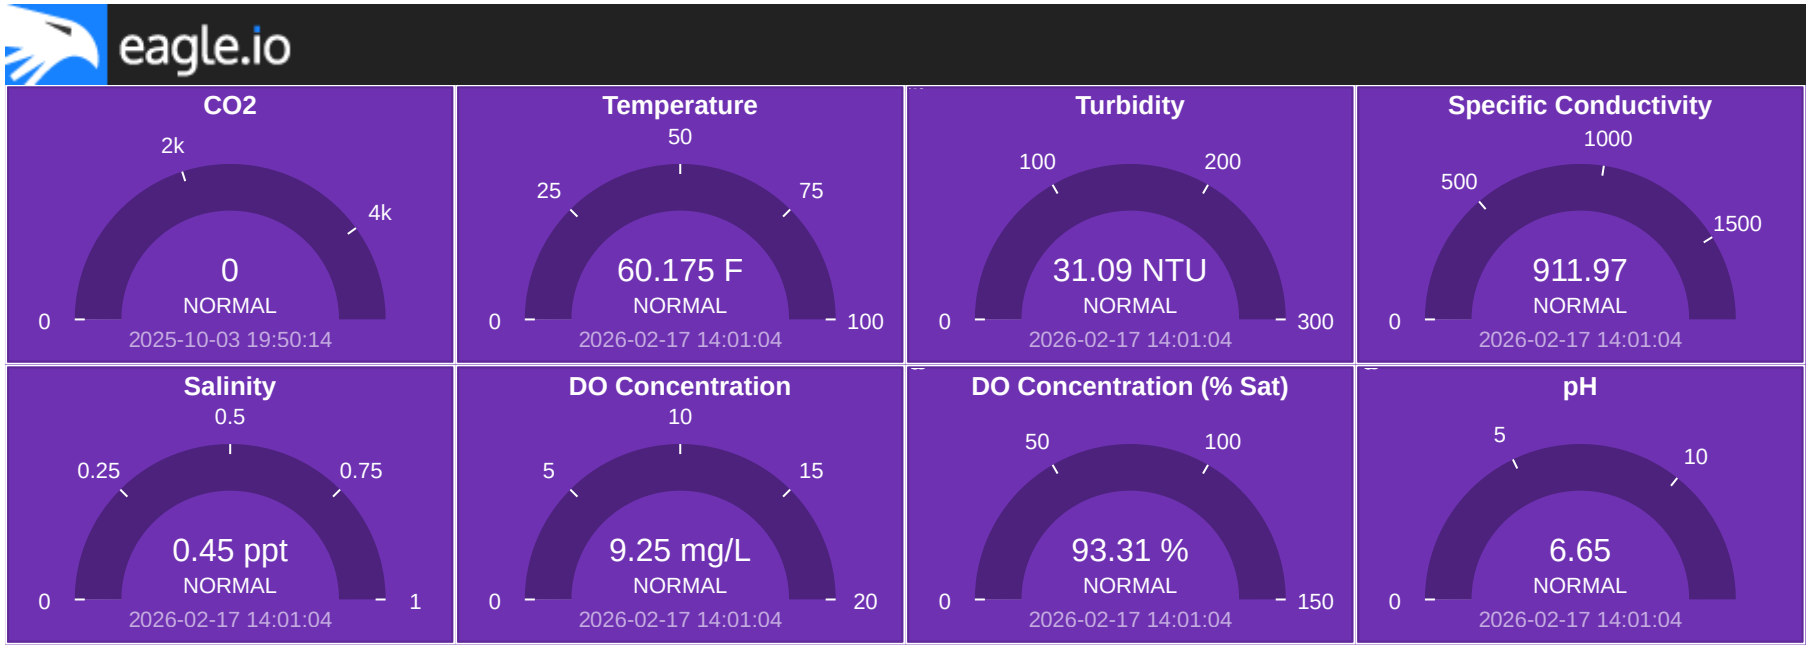 eagle.io
CO2
2k
4k
0
0
NORMAL
2025-10-03 19:50:14
Temperature
50
25
75
60.175 F
NORMAL
0
100
2026-02-17 14:01:04
Turbidity
100
200
31.09 NTU
NORMAL
0
300
2026-02-17 14:01:04
Specific Conductivity
1000
500
1500
911.97
NORMAL
0
2026-02-17 14:01:04
Salinity
0.5
0.25
0.75
0.45 ppt
NORMAL
0
1
2026-02-17 14:01:04
DO Concentration
10
5
15
9.25 mg/L
NORMAL
0
20
2026-02-17 14:01:04
DO Concentration (% Sat)
50
100
93.31 %
NORMAL
0
150
2026-02-17 14:01:04
pH
5
10
6.65
NORMAL
0
2026-02-17 14:01:04